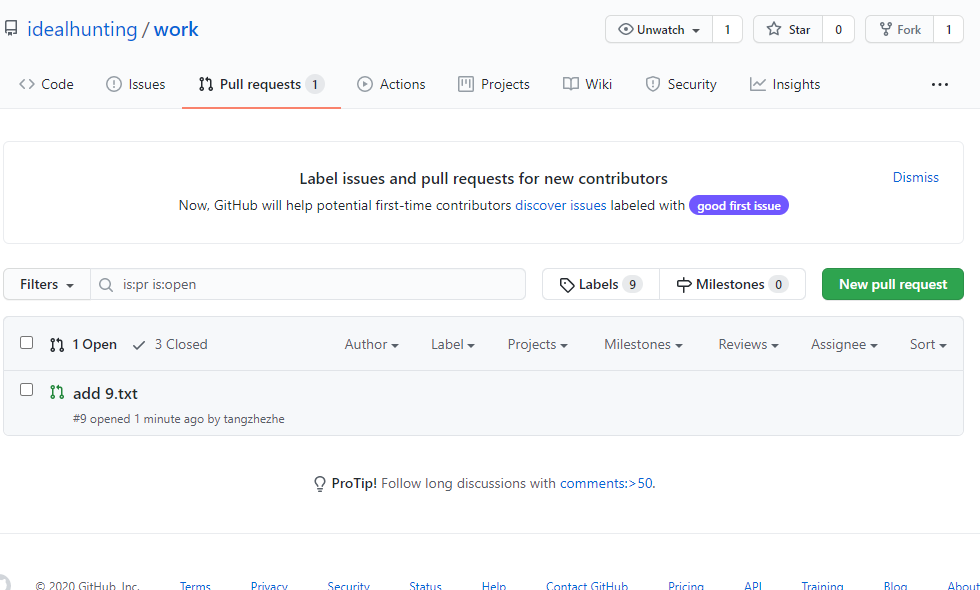 idealhunting / work
Unwatch 1 Star 0 Fork 1
Code Issues Pull requests 1 Actions Projects Wiki Security Insights
Label issues and pull requests for new contributors
Dismiss
Now, GitHub will help potential first-time contributors discover issues labeled with good first issue
Filters is:pr is:open Labels 9 Milestones 0 New pull request
1 Open 3 Closed Author Label Projects Milestones Reviews Assignee Sort
add 9.txt
#9 opened 1 minute ago by tangzhezhe
ProTip! Follow long discussions with comments:>50.
© 2020 GitHub, Inc. Terms Privacy Security Status Help Contact GitHub Pricing API Training Blog About